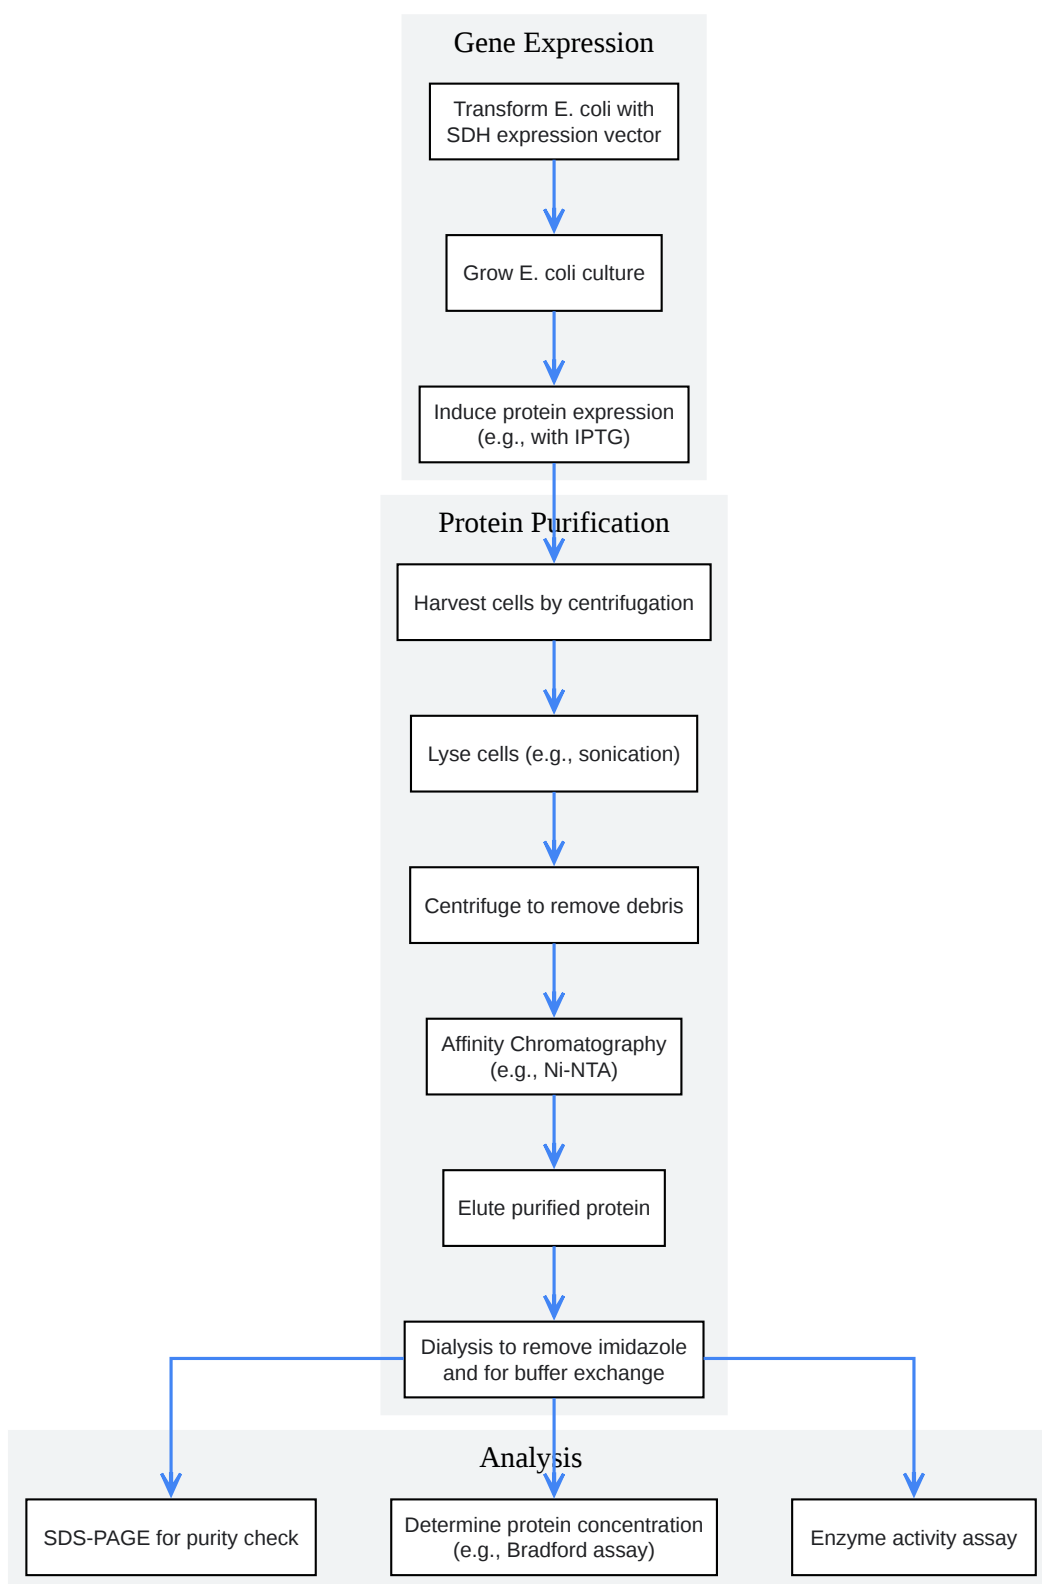 Gene Expression
Transform E. coli with
SDH expression vector
Grow E. coli culture
Induce protein expression
(e.g., with IPTG)
Protein Purification
Harvest cells by centrifugation
Lyse cells (e.g., sonication)
Centrifuge to remove debris
Affinity Chromatography
(e.g., Ni-NTA)
Elute purified protein
Dialysis to remove imidazole
and for buffer exchange
Analysis
SDS-PAGE for purity check
Determine protein concentration
(e.g., Bradford assay)
Enzyme activity assay